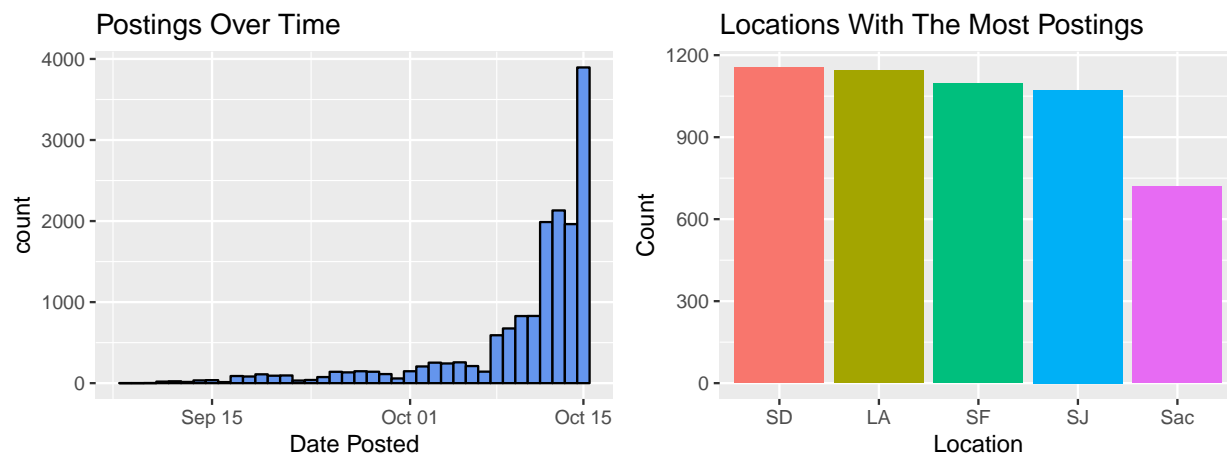 Postings Over Time
4000
3000
2000
1000
0
count
Sep 15
Oct 01
Oct 15
Date Posted
Locations With The Most Postings
1200
900
600
300
0
Count
SD
LA
SF
SJ
Sac
Location